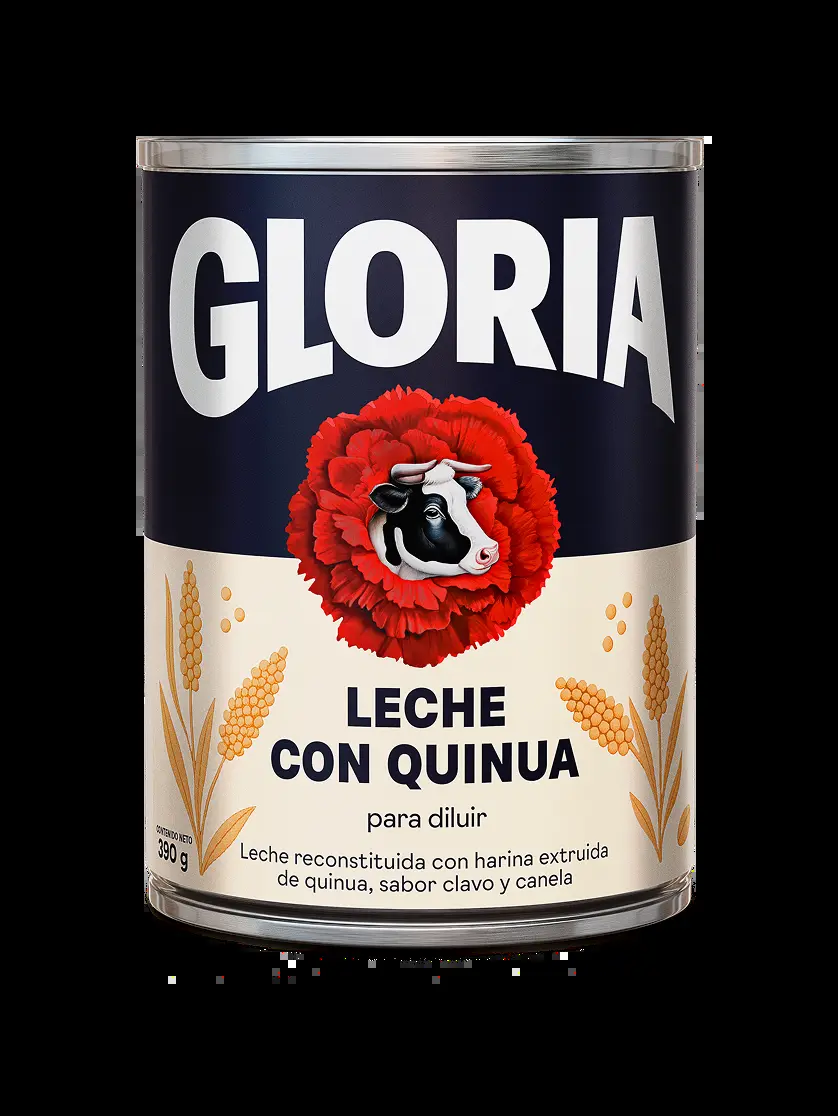 GLORIA
LECHE
CON QUINUA
para diluir
Leche reconstituida con harina extruida
de quinua, sabor clavo y canela
CONTENIDO NETO
390 g